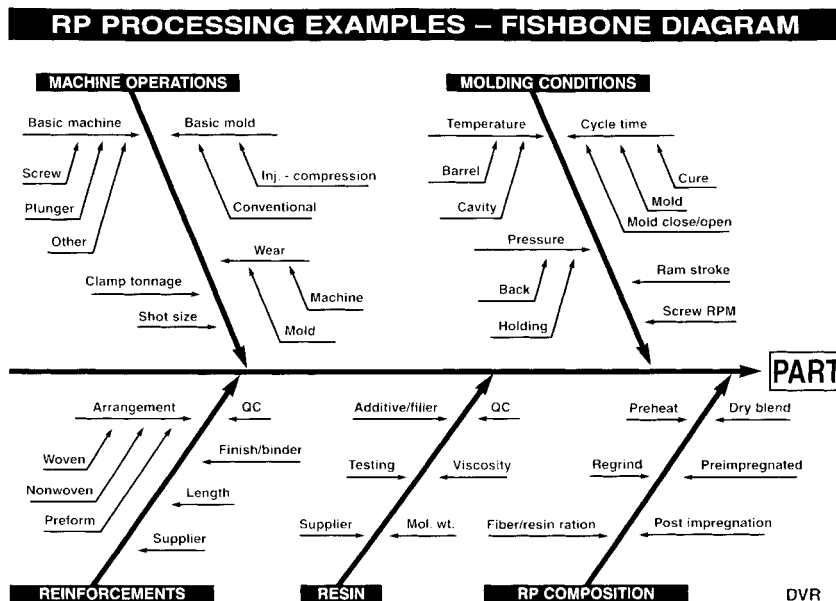 RP PROCESSING EXAMPLES – FISHBONE DIAGRAM
MACHINE OPERATIONS
Basic machine
Basic mold
Screw
Plunger
Other
Inj. - compression
Conventional
Wear
Machine
Mold
Clamp tonnage
Shot size
MOLDING CONDITIONS
Temperature
Cycle time
Barrel
Cavity
Cure
Mold
Mold close/open
Pressure
Back
Holding
Ram stroke
Screw RPM
PART
Arrangement
QC
Woven
Nonwoven
Preform
Finish/binder
Length
Supplier
REINFORCEMENTS
Additive/filler
QC
Testing
Viscosity
Supplier
Mol. wt.
RESIN
Preheat
Dry blend
Regrind
Preimpregnated
Fiber/resin ration
Post impregnation
RP COMPOSITION
DVR